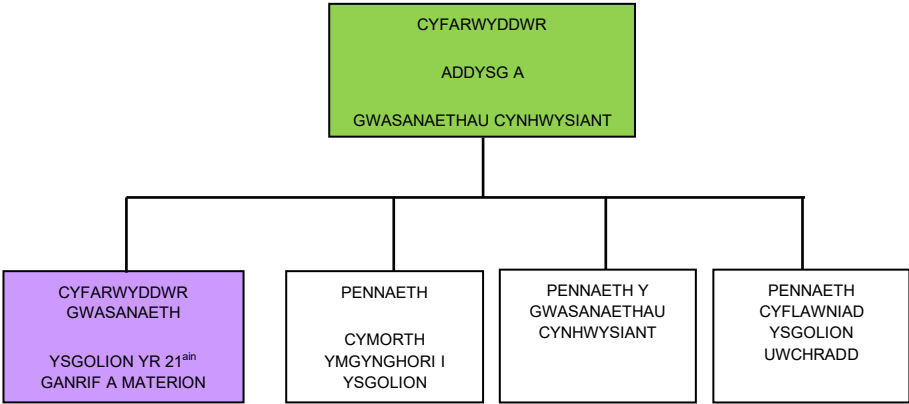 CYFARWYDDWR
ADDYSG A
GWASANAETHAU CYNHWYSIANT
CYFARWYDDWR
GWASANAETH
YSGOLION YR 21ain
GANRIF A MATERION
PENNAETH
CYMORTH
YMGYNGHORI I
YSGOLION
PENNAETH Y
GWASANAETHAU
CYNHWYSIANT
PENNAETH
CYFLAWNIAD
YSGOLION
UWCHRADD